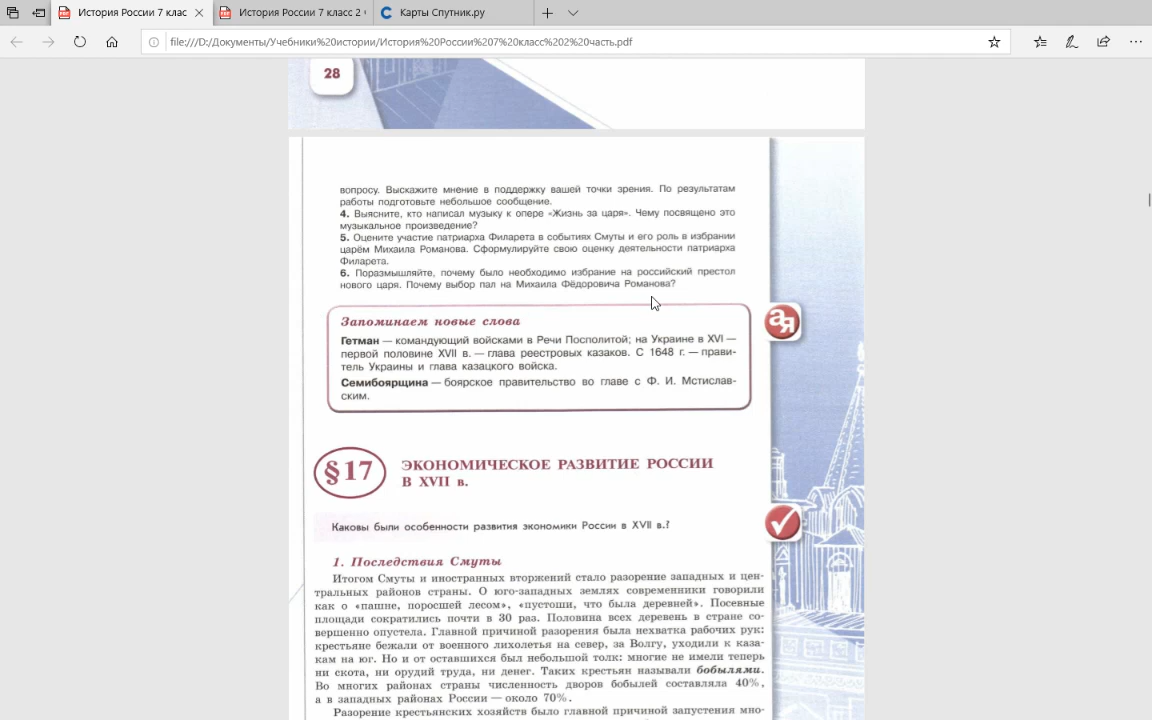 История России 7 клас
История России 7 класс 2
Карты Спутник.ру
file:///D:/Документы/Учебники%20истории/История%20России%207%20класс%202%20часть.pdf
28
вопросу. Выскажите мнение в поддержку вашей точки зрения. По результатам
работы подготовьте небольшое сообщение.
4. Выясните, кто написал музыку к опере «Жизнь за царя». Чему посвящено это
музыкальное произведение?
5. Оцените участие патриарха Филарета в событиях Смуты и его роль в избрании
царём Михаила Романова. Сформулируйте свою оценку деятельности патриарха
Филарета.
6. Поразмышляйте, почему было необходимо избрание на российский престол
нового царя. Почему выбор пал на Михаила Фёдоровича Романова?
Запоминаем новые слова
Гетман — командующий войсками в Речи Посполитой; на Украине в XVI —
первой половине XVII в. — глава реестровых казаков. С 1648 г. — прави-
тель Украины и глава казацкого войска.
Семибоярщина — боярское правительство во главе с Ф. И. Мстислав-
ским.
ая
§ 17
ЭКОНОМИЧЕСКОЕ РАЗВИТИЕ РОССИИ
В XVII в.
Каковы были особенности развития экономики России в XVII в.?
1. Последствия Смуты
Итогом Смуты и иностранных вторжений стало разорение западных и цен-
тральных районов страны. О юго-западных землях современники говорили
как о «пашне, поросшей лесом», «пустоши, что была деревней». Посевные
площади сократились почти в 30 раз. Половина всех деревень в стране со-
вершенно опустела. Главной причиной разорения была нехватка рабочих рук:
крестьяне бежали от военного лихолетья на север, за Волгу, уходили к каза-
кам на юг. Но и от оставшихся был небольшой толк: многие не имели теперь
ни скота, ни орудий труда, ни денег. Таких крестьян называли бобылями.
Во многих районах страны численность дворов бобылей составляла 40%,
а в западных районах России — около 70%.
Разорение крестьянских хозяйств было главной причиной запустения мно-